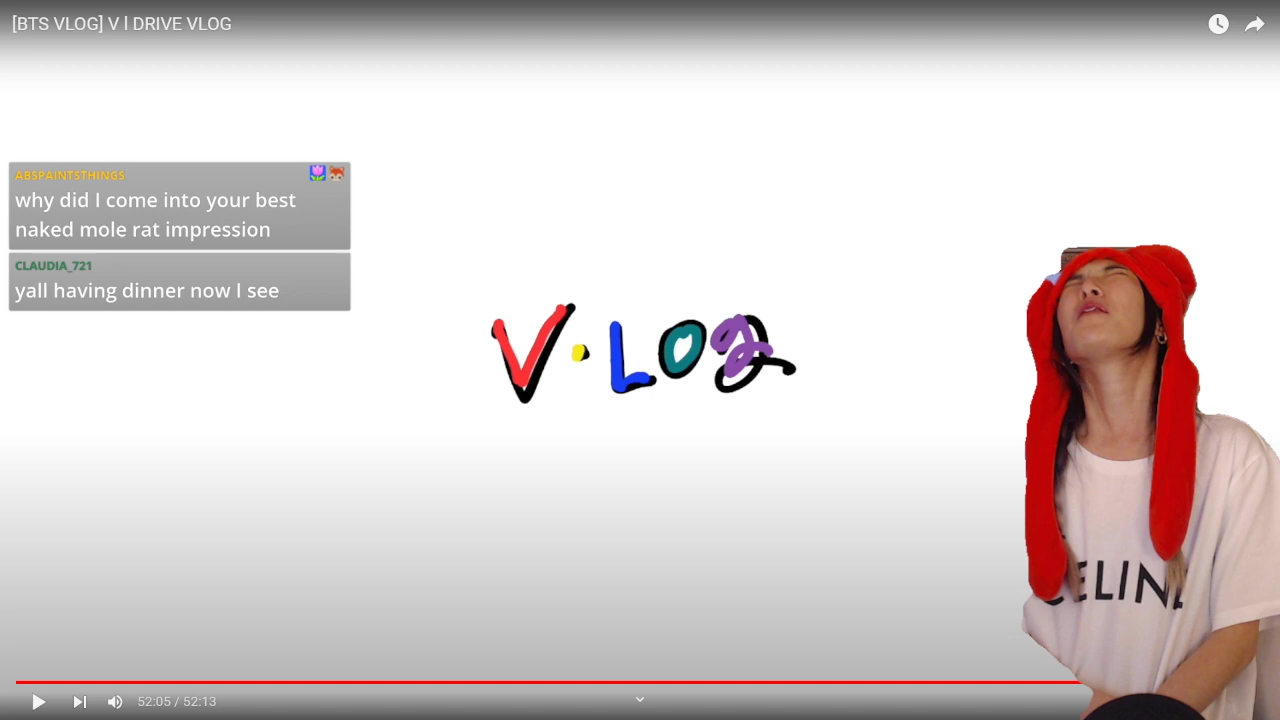 [BTS VLOG] V l DRIVE VLOG
ABSPAINTSTHINGS
why did I come into your best
naked mole rat impression
CLAUDIA_721
yall having dinner now I see
V·LOg
CELINE
52:05 / 52:13